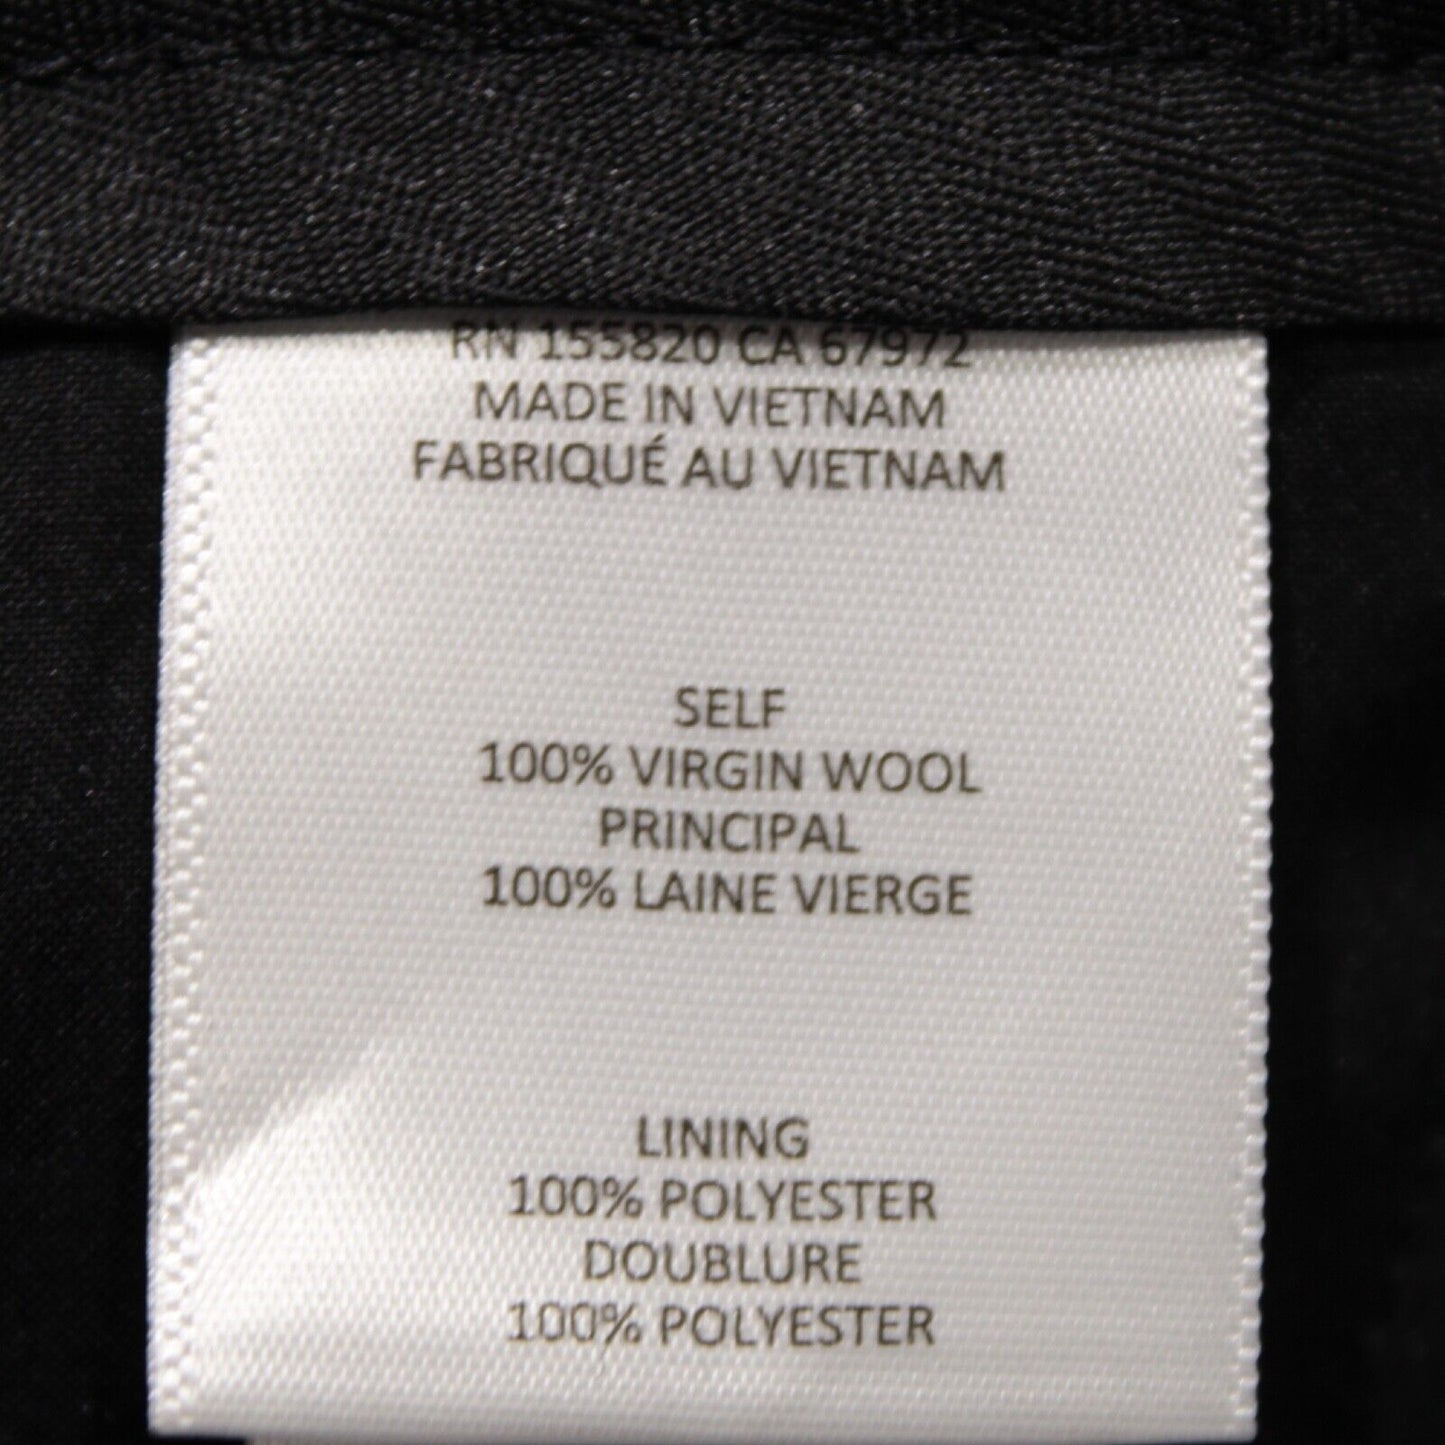 RN 155820 CA 67972
MADE IN VIETNAM
FABRIQUÉ AU VIETNAM
SELF
100% VIRGIN WOOL
PRINCIPAL
100% LAINE VIERGE
LINING
100% POLYESTER
DOUBLURE
100% POLYESTER